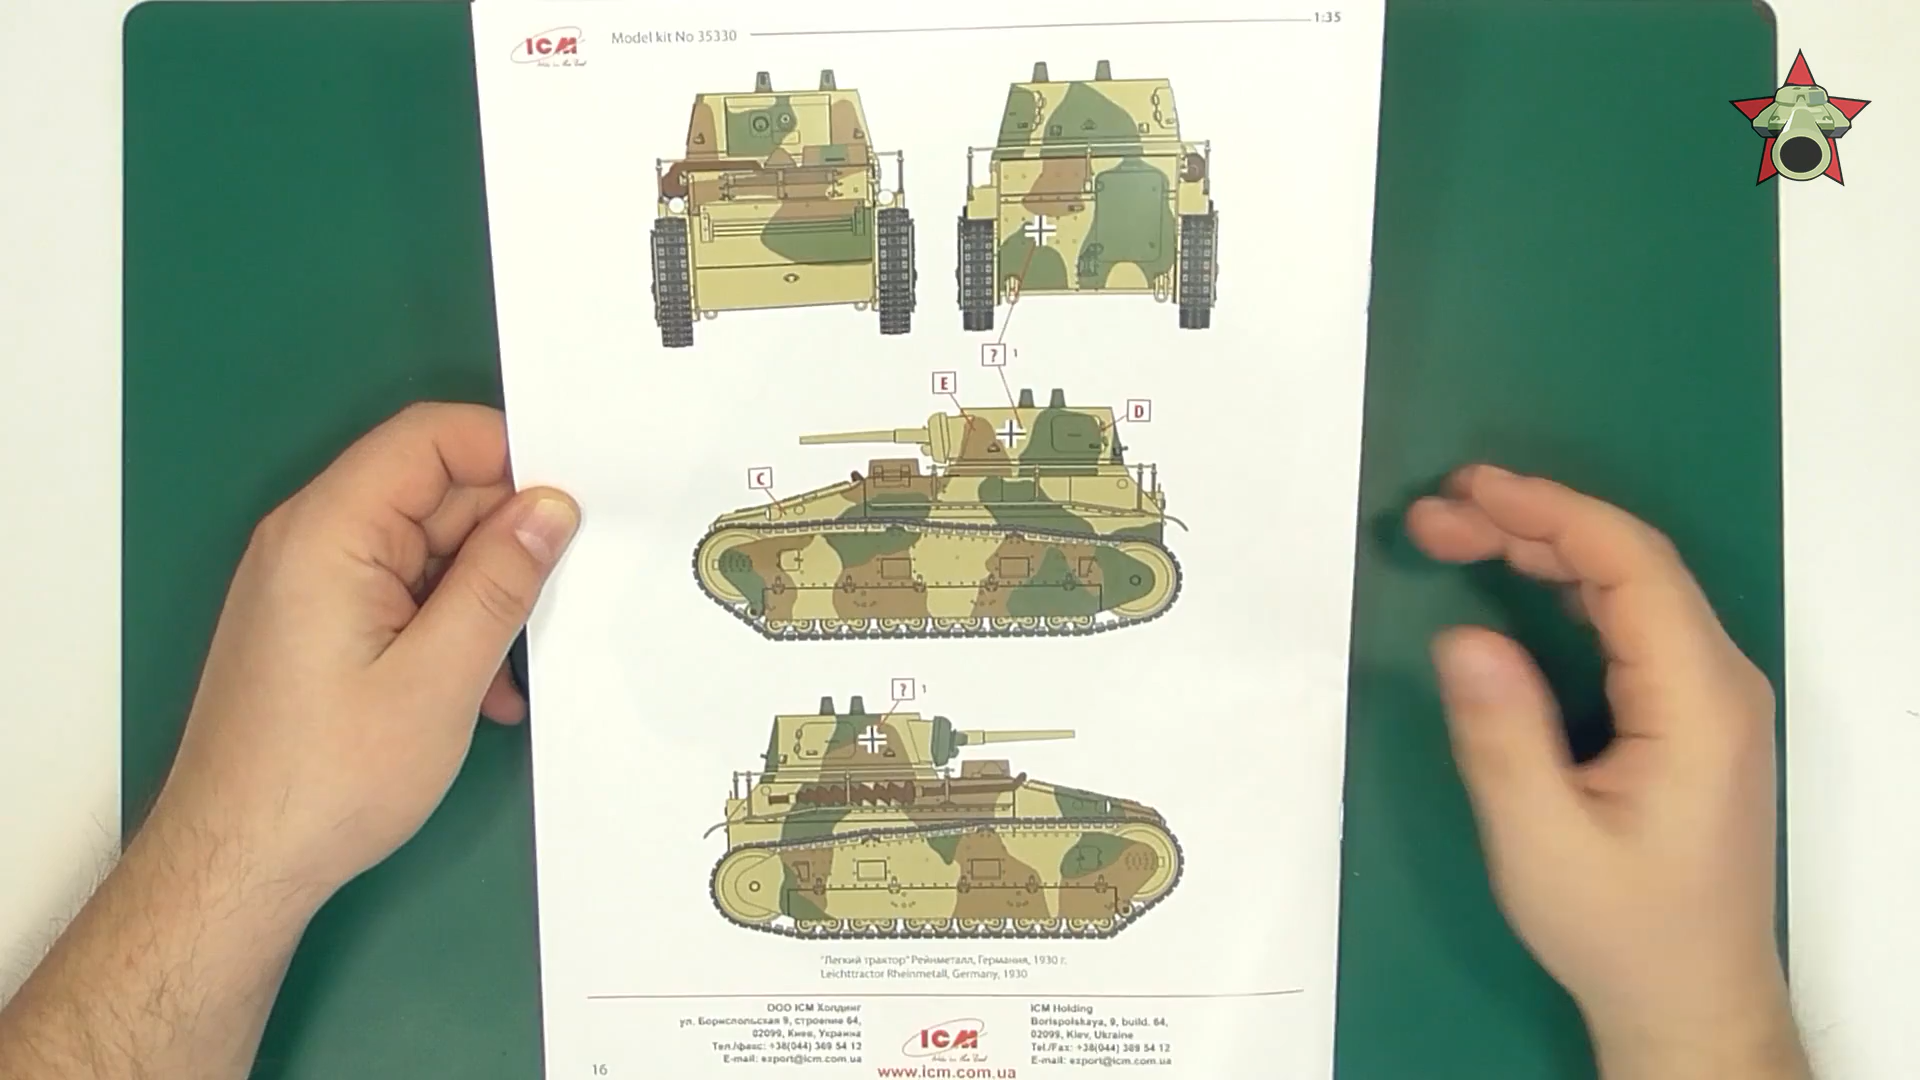 ICM
Model kit No 35330
1:35
? 1
E
D
C
? 1
"Легкий трактор" Рейнметалл, Германия, 1930 г.
Leichttractor Rheinmetall, Germany, 1930
ООО ICM Холдинг
ул. Бориспольская 9, строение 64,
02099, Киев, Украина
Тел./факс: +38(044) 369 54 12
E-mail: export@icm.com.ua
ICM
www.icm.com.ua
ICM Holding
Borispolskaya, 9, build. 64,
02099, Kiev, Ukraine
Tel./Fax: +38(044) 369 54 12
E-mail: export@icm.com.ua
16